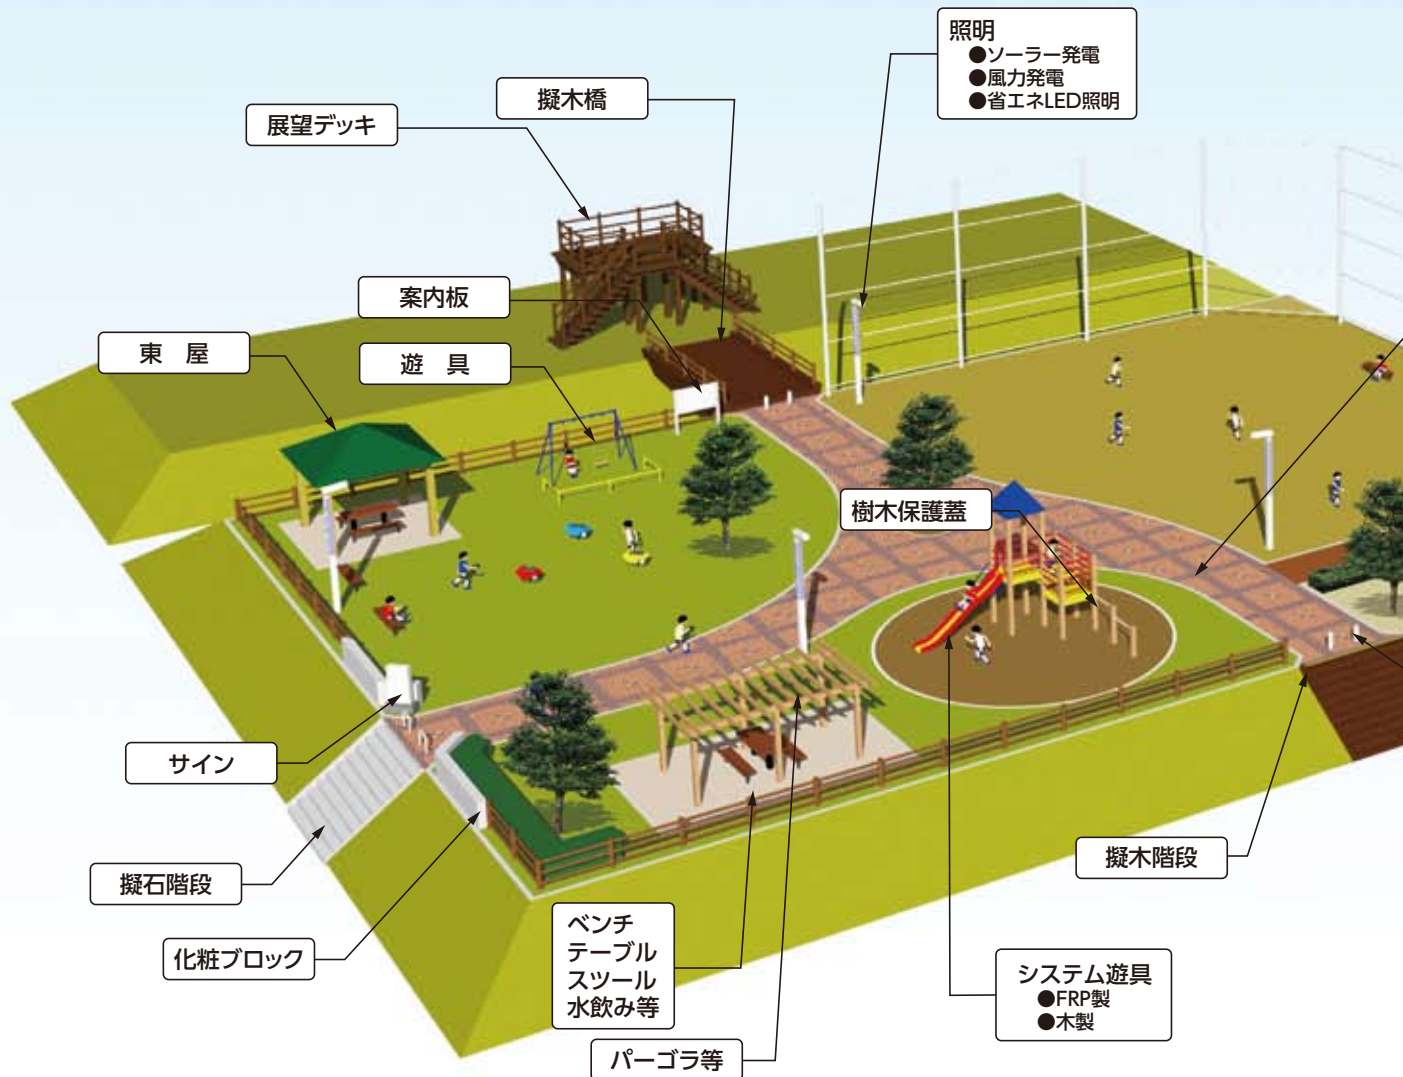 照明
●ソーラー発電
●風力発電
●省エネLED照明
擬木橋
展望デッキ
案内板
東　屋
遊　具
樹木保護蓋
サイン
擬木階段
擬石階段
化粧ブロック
ベンチ
テーブル
スツール
水飲み等
システム遊具
●FRP製
●木製
パーゴラ等